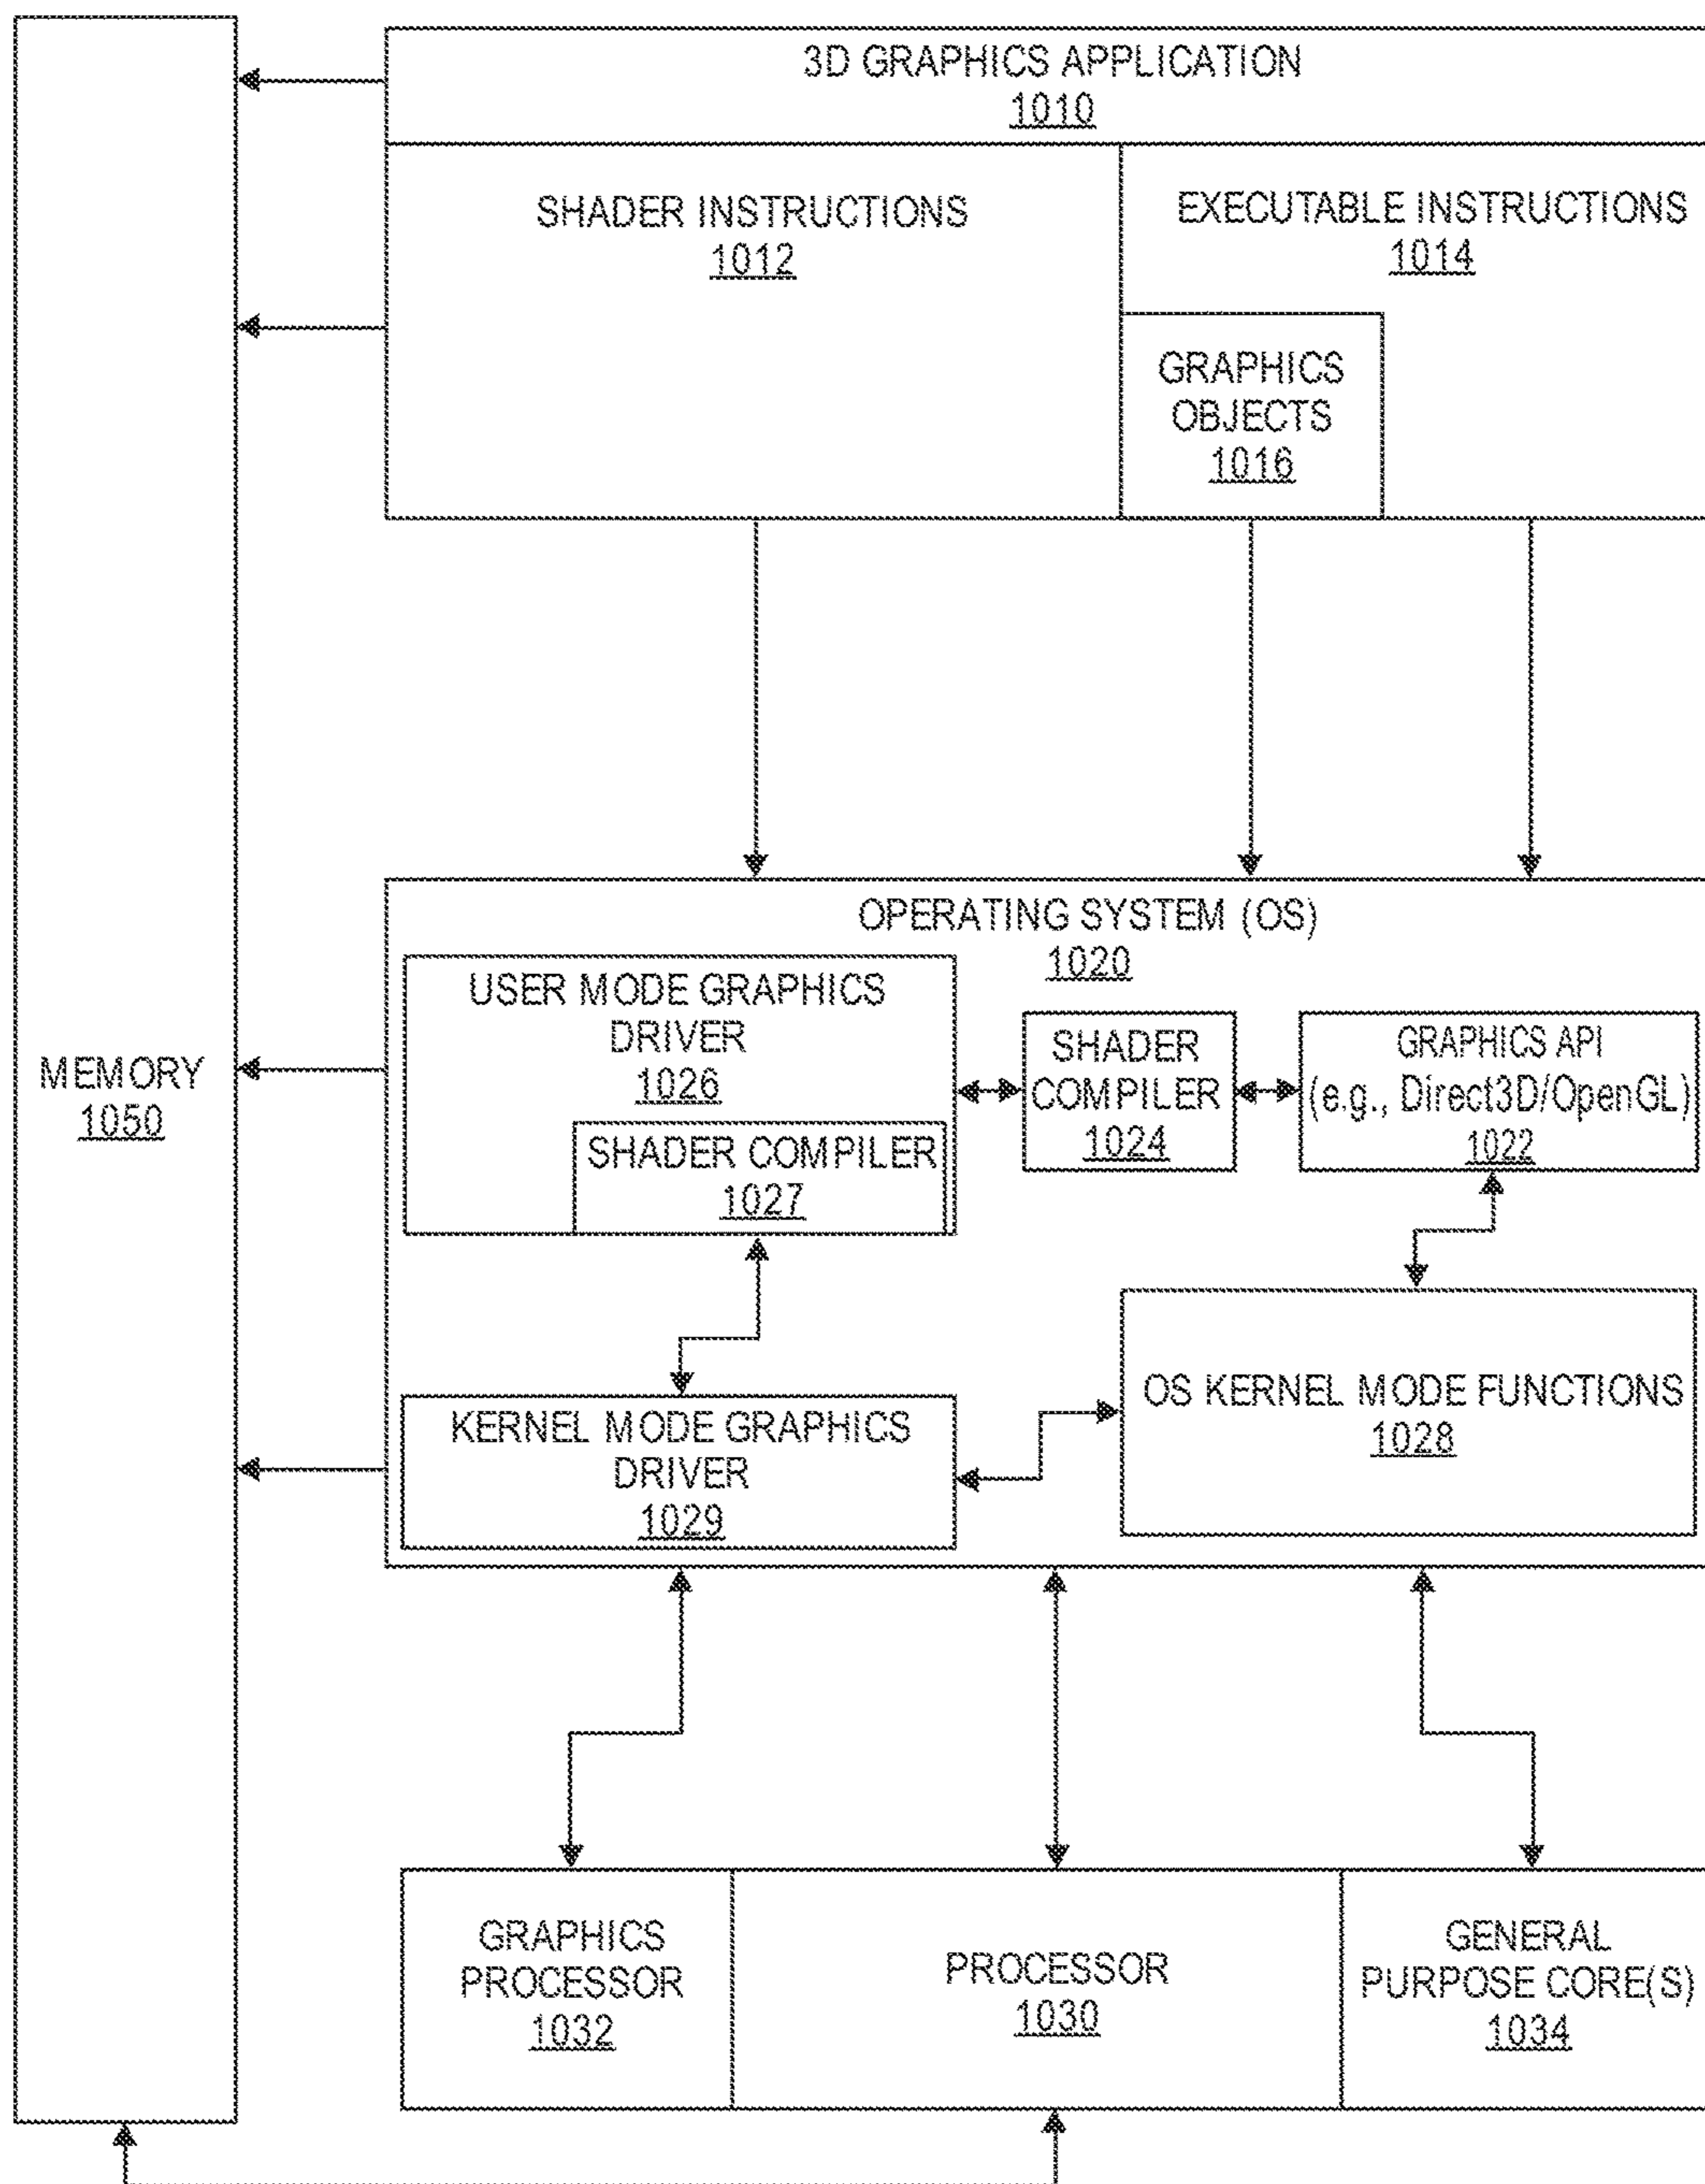 3D GRAPHICS APPLICATION
1010
SHADER INSTRUCTIONS
1012
EXECUTABLE INSTRUCTIONS
1014
GRAPHICS
OBJECTS
1016
OPERATING SYSTEM (OS)
1020
USER MODE GRAPHICS
DRIVER
1026
SHADER COMPILER
1027
SHADER
COMPILER
1024
GRAPHICS API
(e.g., Direct3D/OpenGL)
1022
MEMORY
1050
KERNEL MODE GRAPHICS
DRIVER
1029
OS KERNEL MODE FUNCTIONS
1028
GRAPHICS
PROCESSOR
1032
PROCESSOR
1030
GENERAL
PURPOSE CORE(S)
1034